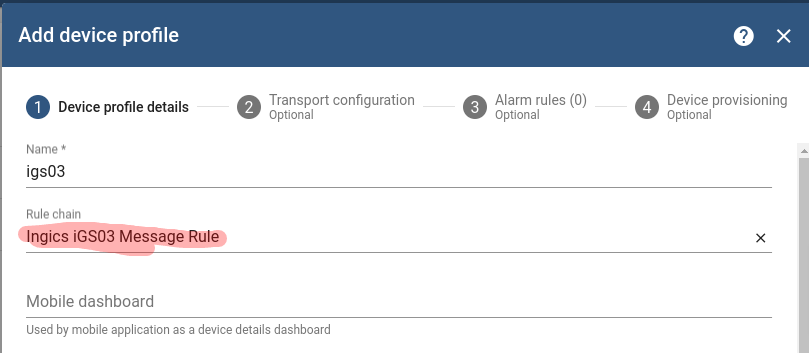 Add device profile
?
1 Device profile details
2 Transport configuration
Optional
3 Alarm rules (0)
Optional
4 Device provisioning
Optional
Name *
igs03
Rule chain
Ingics iGS03 Message Rule
Mobile dashboard
Used by mobile application as a device details dashboard